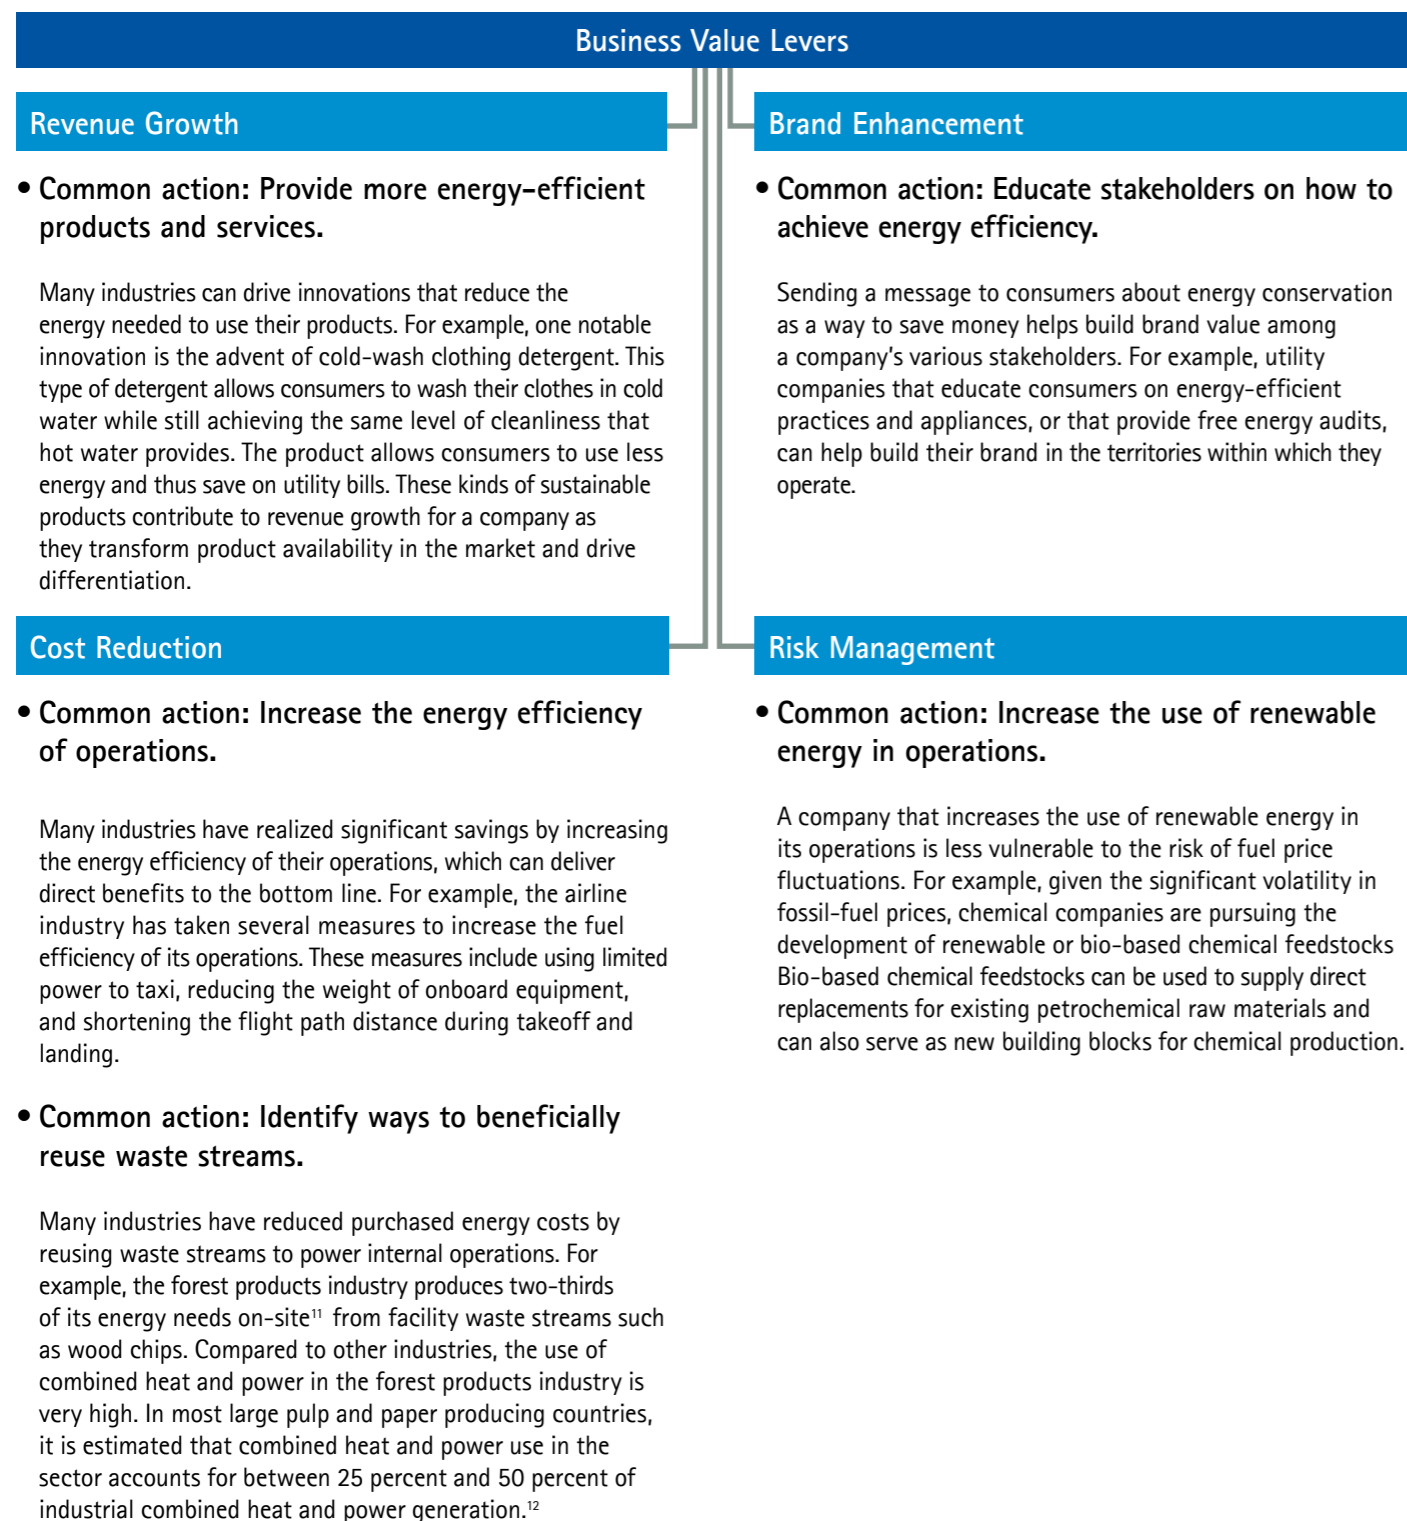 Business Value Levers
Revenue Growth
• Common action: Provide more energy-efficient
products and services.
Many industries can drive innovations that reduce the
energy needed to use their products. For example, one notable
innovation is the advent of cold-wash clothing detergent. This
type of detergent allows consumers to wash their clothes in cold
water while still achieving the same level of cleanliness that
hot water provides. The product allows consumers to use less
energy and thus save on utility bills. These kinds of sustainable
products contribute to revenue growth for a company as
they transform product availability in the market and drive
differentiation.
Brand Enhancement
• Common action: Educate stakeholders on how to
achieve energy efficiency.
Sending a message to consumers about energy conservation
as a way to save money helps build brand value among
a company's various stakeholders. For example, utility
companies that educate consumers on energy-efficient
practices and appliances, or that provide free energy audits,
can help build their brand in the territories within which they
operate.
Cost Reduction
• Common action: Increase the energy efficiency
of operations.
Many industries have realized significant savings by increasing
the energy efficiency of their operations, which can deliver
direct benefits to the bottom line. For example, the airline
industry has taken several measures to increase the fuel
efficiency of its operations. These measures include using limited
power to taxi, reducing the weight of onboard equipment,
and shortening the flight path distance during takeoff and
landing.
• Common action: Identify ways to beneficially
reuse waste streams.
Many industries have reduced purchased energy costs by
reusing waste streams to power internal operations. For
example, the forest products industry produces two-thirds
of its energy needs on-site¹¹ from facility waste streams such
as wood chips. Compared to other industries, the use of
combined heat and power in the forest products industry is
very high. In most large pulp and paper producing countries,
it is estimated that combined heat and power use in the
sector accounts for between 25 percent and 50 percent of
industrial combined heat and power generation.¹²
Risk Management
• Common action: Increase the use of renewable
energy in operations.
A company that increases the use of renewable energy in
its operations is less vulnerable to the risk of fuel price
fluctuations. For example, given the significant volatility in
fossil-fuel prices, chemical companies are pursuing the
development of renewable or bio-based chemical feedstocks
Bio-based chemical feedstocks can be used to supply direct
replacements for existing petrochemical raw materials and
can also serve as new building blocks for chemical production.